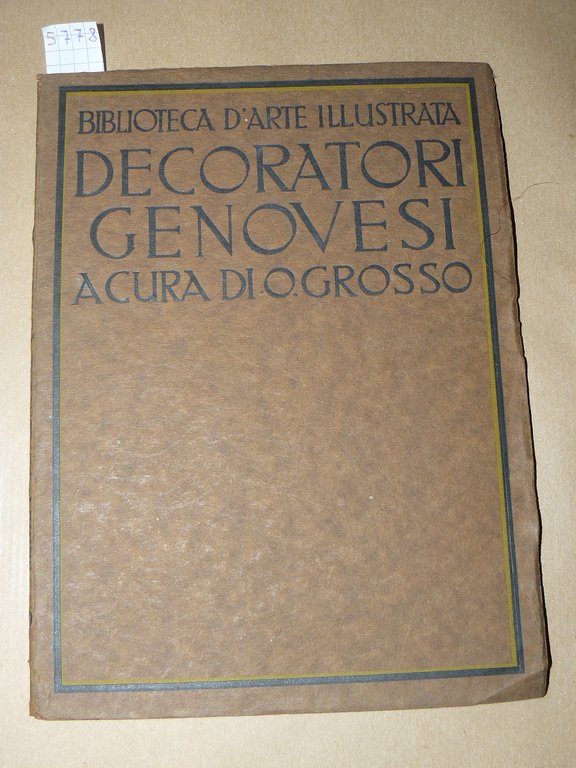 5778
BIBLIOTECA D'ARTE ILLUSTRATA
DECORATORI
GENOVESI
A CURA DI O. GROSSO